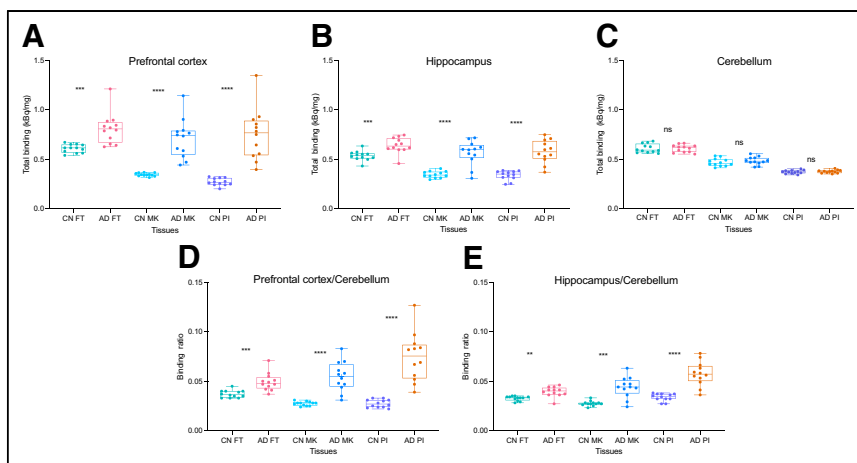 A
Prefrontal cortex
1.5
1.0
0.5
0.0
Total binding (kBq/mg)
***
****
****
CN FT AD FT CN MK AD MK CN PI AD PI
Tissues
B
Hippocampus
1.5
1.0
0.5
0.0
Total binding (kBq/mg)
***
****
****
CN FT AD FT CN MK AD MK CN PI AD PI
Tissues
C
Cerebellum
1.5
1.0
0.5
0.0
Total binding (kBq/mg)
ns
ns
ns
CN FT AD FT CN MK AD MK CN PI AD PI
Tissues
D
Prefrontal cortex/Cerebellum
0.15
0.10
0.05
0.00
Binding ratio
***
****
****
CN FT AD FT CN MK AD MK CN PI AD PI
Tissues
E
Hippocampus/Cerebellum
0.15
0.10
0.05
0.00
Binding ratio
**
***
****
CN FT AD FT CN MK AD MK CN PI AD PI
Tissues